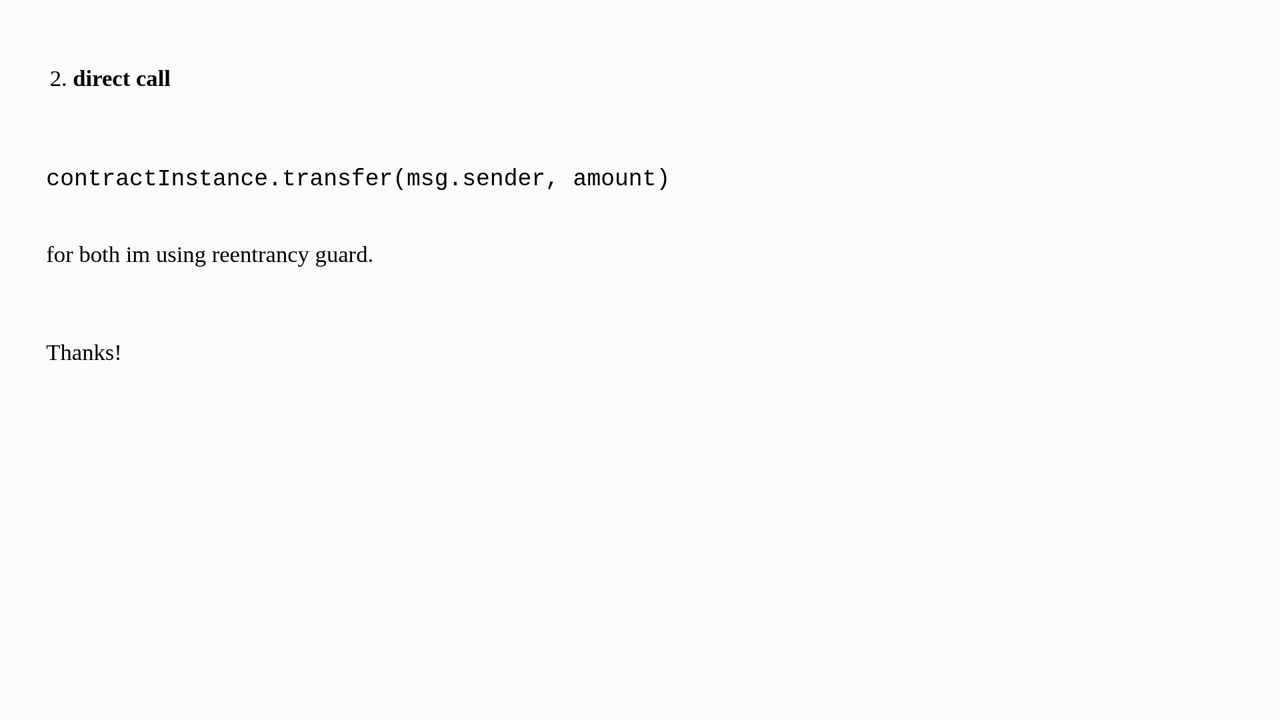 2. direct call
contractInstance.transfer(msg.sender, amount)
for both im using reentrancy guard.
Thanks!